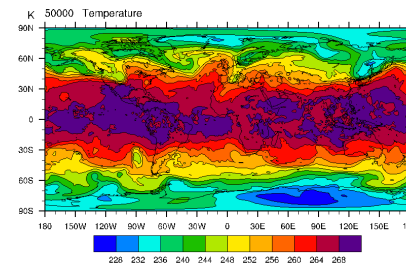 K 50000 Temperature
90N
60N
30N
0
30S
60S
90S
180 150W 120W 90W 60W 30W 0 30E 60E 90E 120E 150E 1
228 232 236 240 244 248 252 256 260 264 268